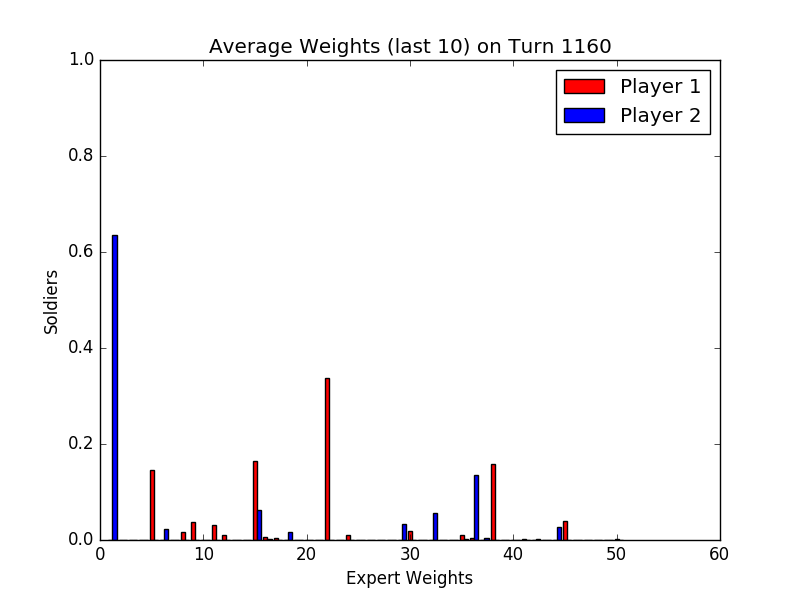 Average Weights (last 10) on Turn 1160
1.0
0.8
0.6
0.4
0.2
0.0
Soldiers
Player 1
Player 2
0 10 20 30 40 50 60
Expert Weights